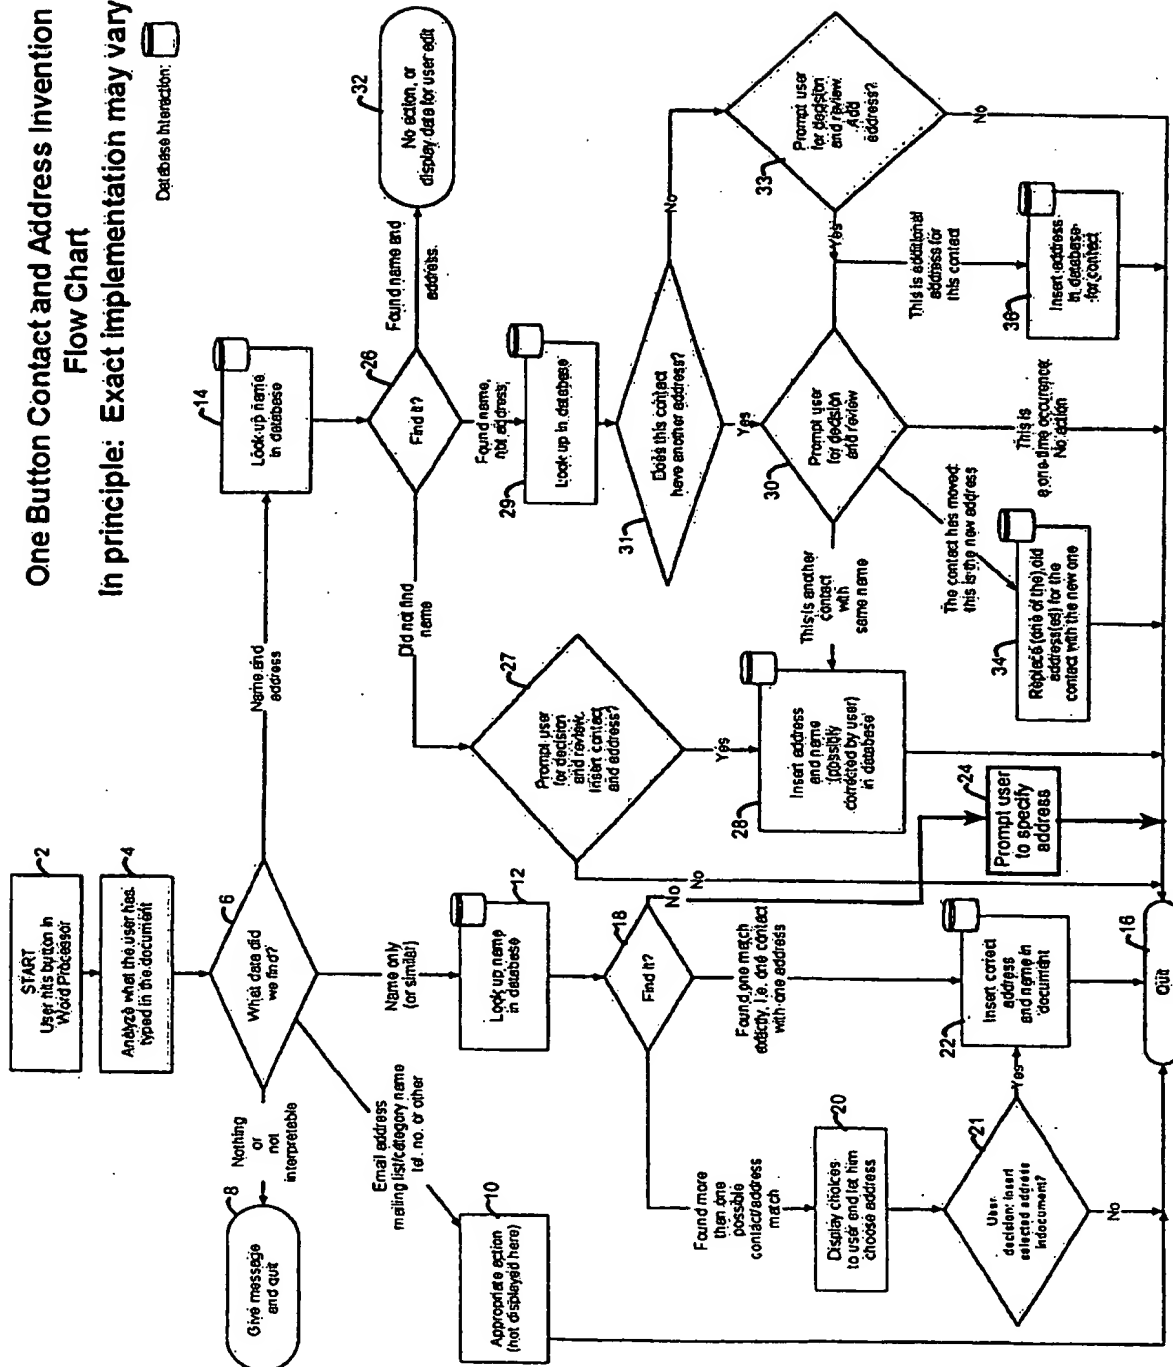 One Button Contact and Address Invention
Flow Chart
In principle: Exact implementation may vary
Database Interaction:
START
User hits button in
Word Processor
2
Analyze what the user has
typed in the document
4
What data did
we find?
6
Nothing
or
not
interpretable
Give message
and quit
8
Email address
mailing list/category name
tel. no. or other
Appropriate action
(not displayed here)
10
Name only
(or similar)
Look up name
in database
12
Name and
address
Look up name
in database
14
Find it?
18
No
Found one match
exactly, i.e. one contact
with one address
Found more
than one
possible
contact/address
match
Display choices
to user and let him
choose address
20
User
decision: Insert
selected address
indocument?
21
Yes
No
Insert correct
address
and name in
document
22
Prompt user
to specify
address
24
Quit
16
Find it?
26
Found name and
address.
No action, or
display data for user edit
32
Did not find
name
Prompt user
for decision
and review.
Insert contact
and address?
27
No
Yes
Insert address
and name
(possibly
corrected by user)
in database
28
Found name,
not address;
Look up in database
29
Does this contact
have another address?
31
No
Yes
Prompt user
for decision
and review.
Add
address?
33
Yes
No
Prompt user
for decision
and review
30
This is another
contact
with
same name
The contact has moved:
this is the new address
Replace (one of the) old
address(es) for the
contact with the new one
34
This is
a one-time occurrence:
No action
This is additional
address for
this contact
Insert address
in database
for contact
36